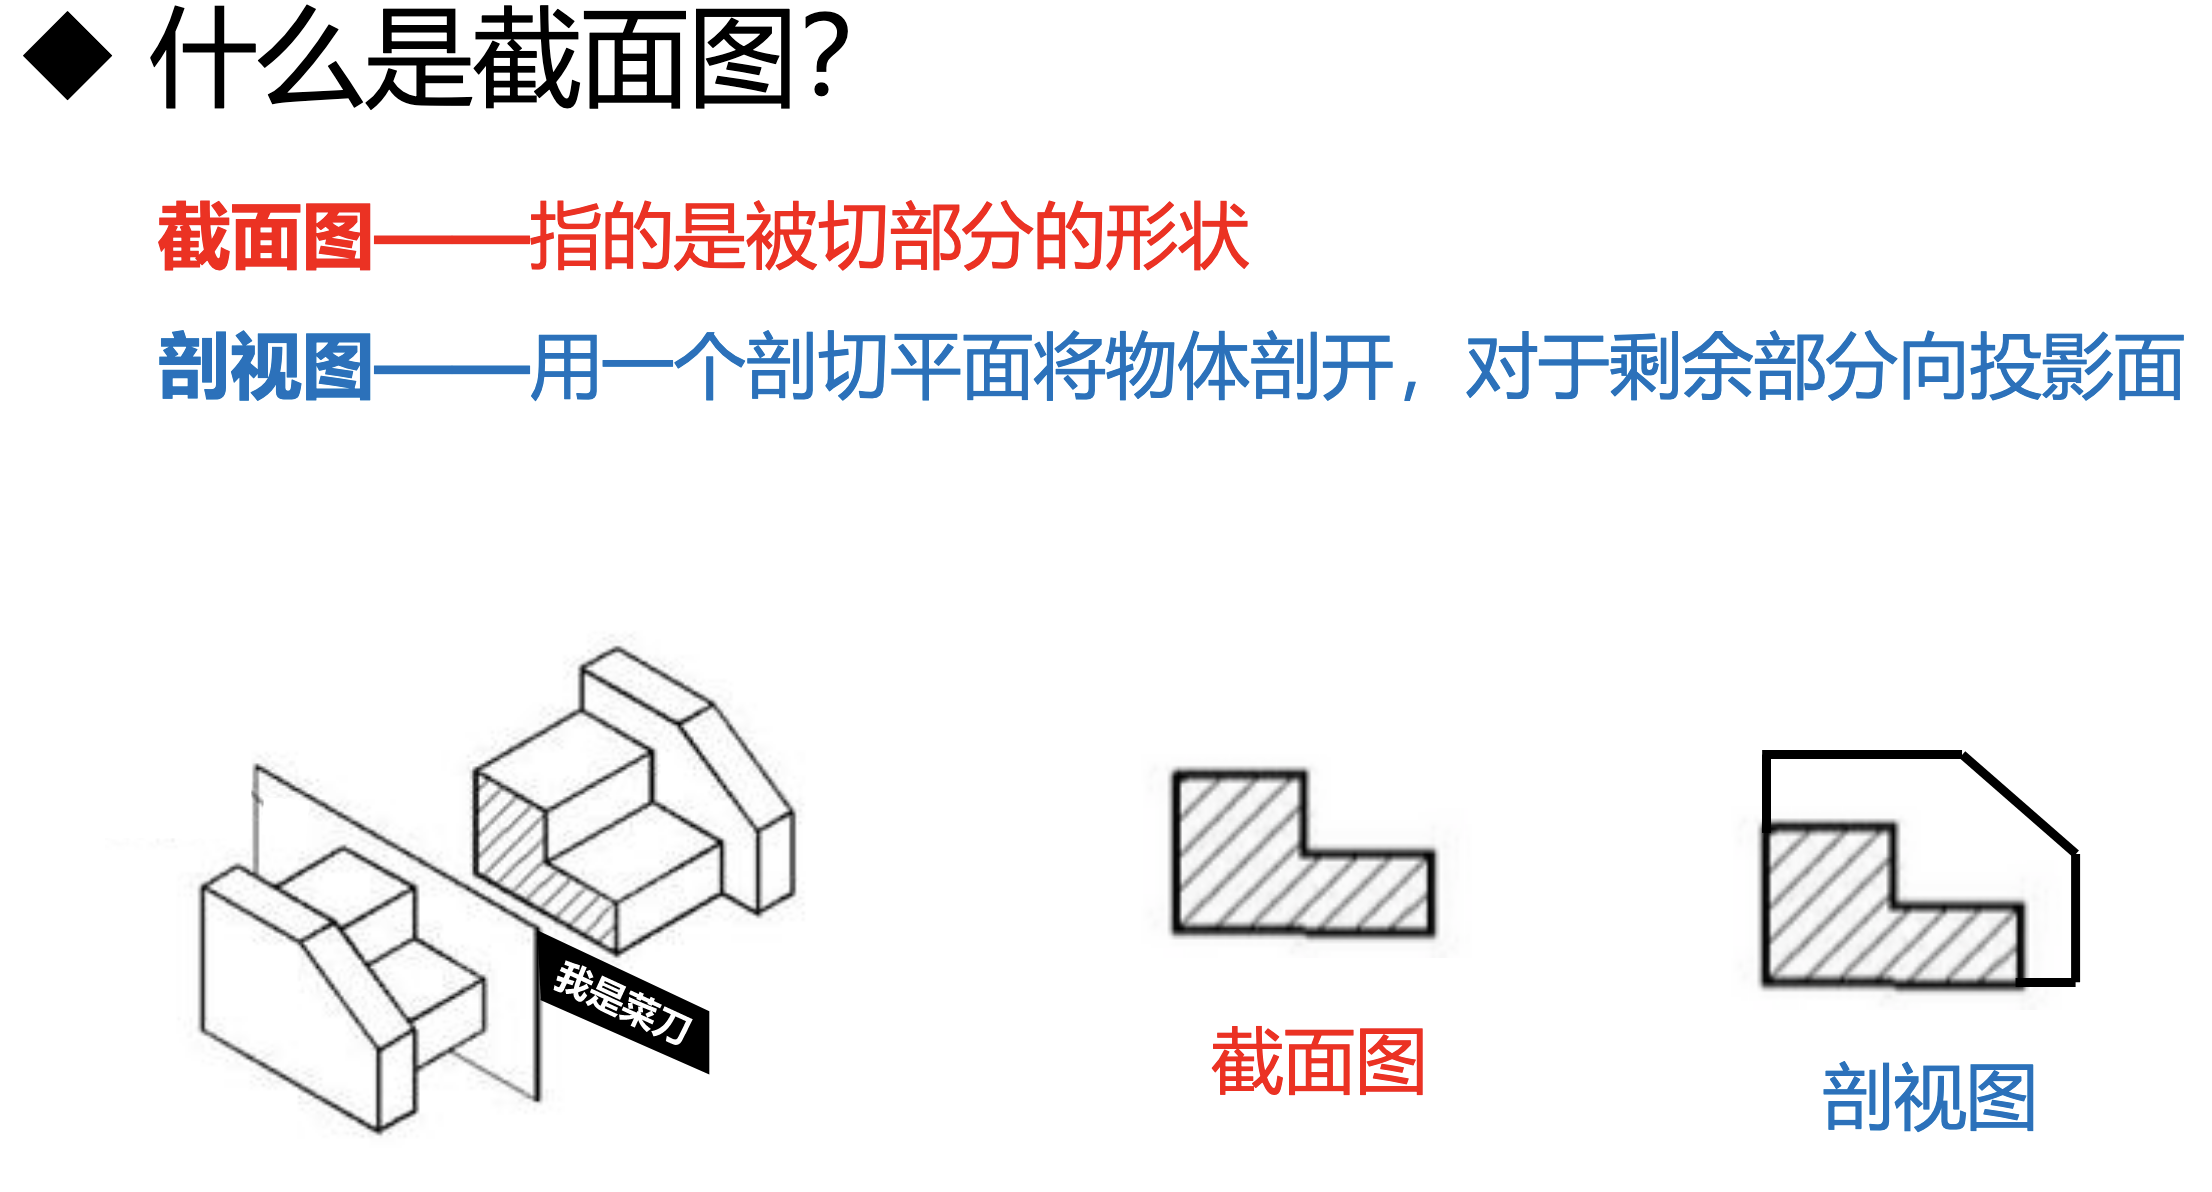 ◆ 什么是截面图？
截面图——指的是被切部分的形状
剖视图——用一个剖切平面将物体剖开，对于剩余部分向投影面
我是菜刀
截面图
剖视图